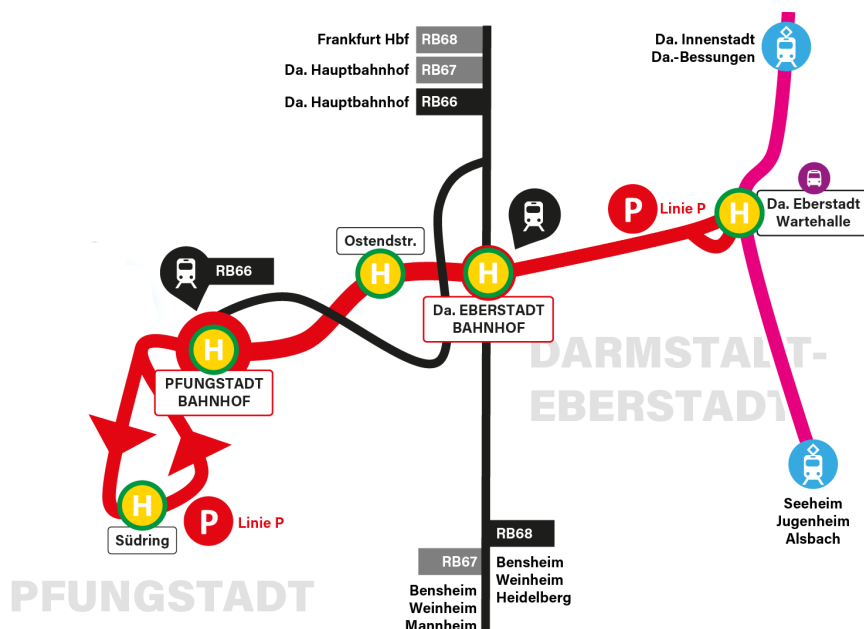 Frankfurt Hbf RB68
Da. Hauptbahnhof RB67
Da. Hauptbahnhof RB66
Da. Innenstadt
Da.-Bessungen
P Linie P
H
Da. Eberstadt
Wartehalle
Ostendstr.
H
H
Da. EBERSTADT
BAHNHOF
RB66
H
PFUNGSTADT
BAHNHOF
DARMSTADT-
EBERSTADT
H
Südring
P Linie P
Seeheim
Jugenheim
Alsbach
RB68
Bensheim
Weinheim
Heidelberg
RB67
Bensheim
Weinheim
Mannheim
PFUNGSTADT